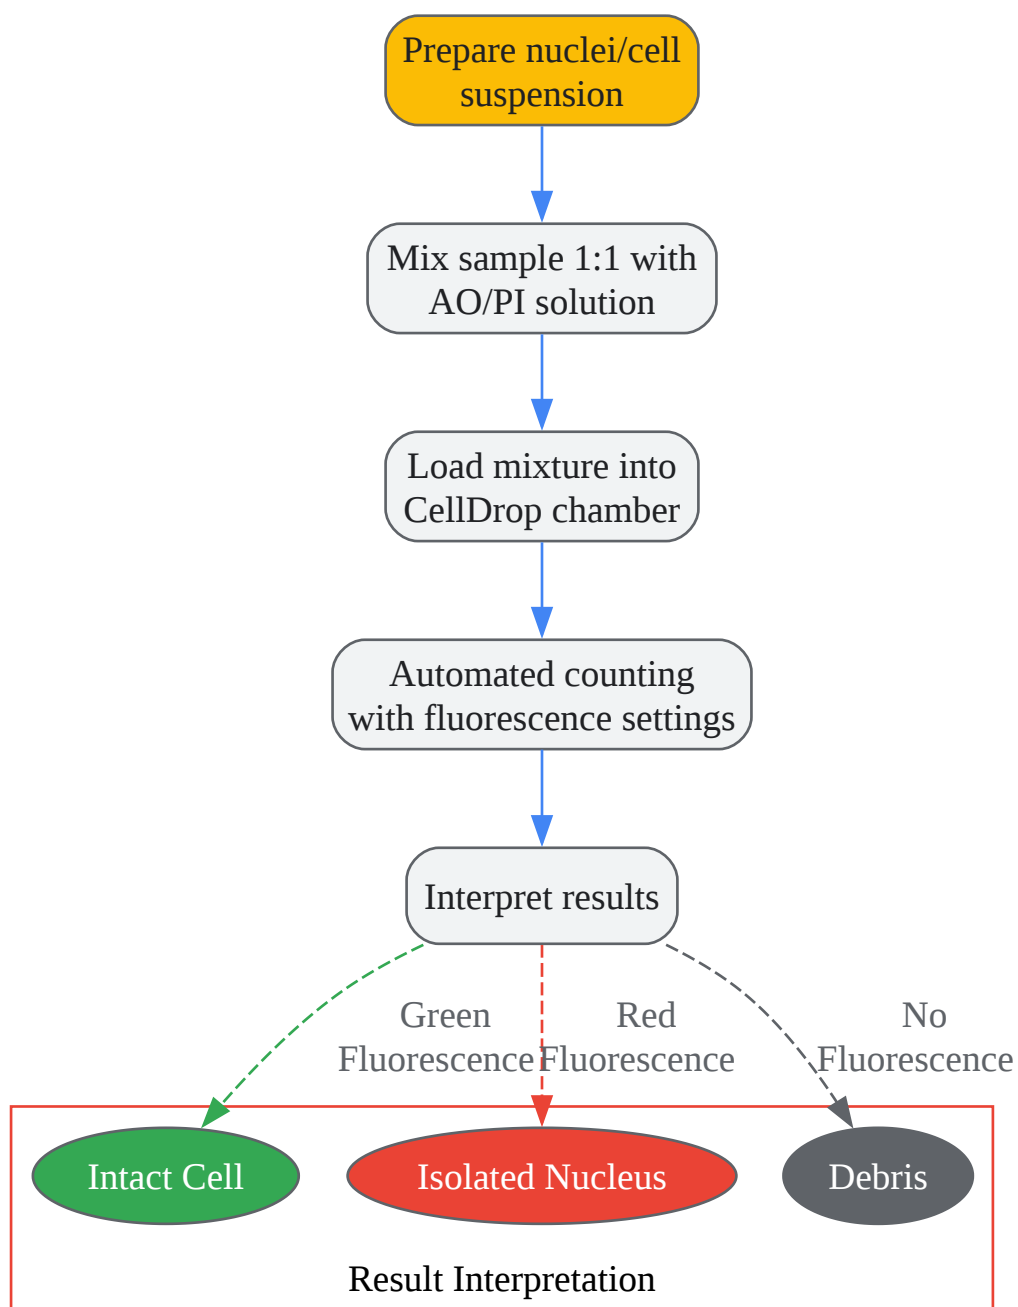 Prepare nuclei/cell
suspension
Mix sample 1:1 with
AO/PI solution
Load mixture into
CellDrop chamber
Automated counting
with fluorescence settings
Interpret results
Green
Fluorescence
Red
Fluorescence
No
Fluorescence
Intact Cell
Isolated Nucleus
Debris
Result Interpretation